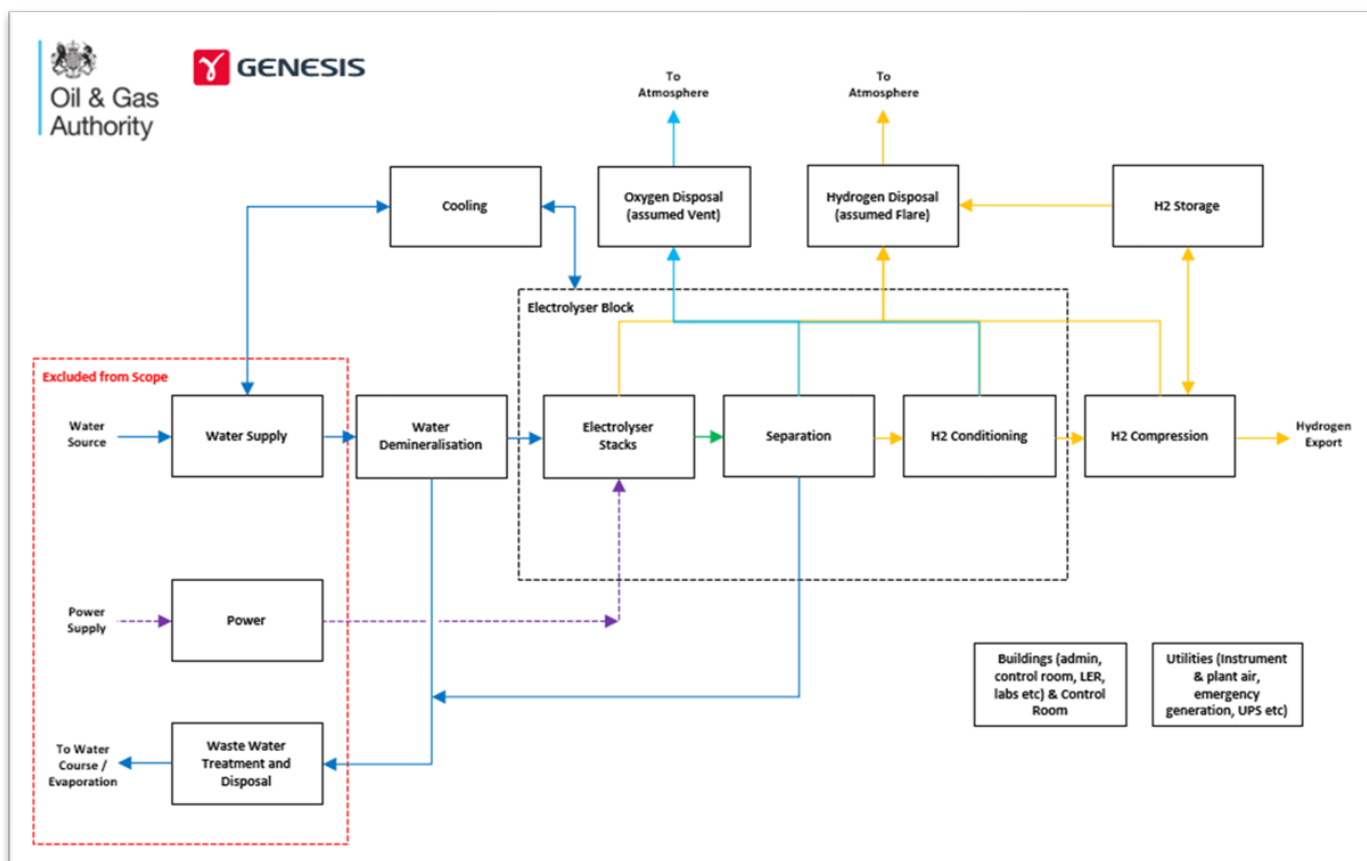 Oil & Gas
Authority
GENESIS
To
Atmosphere
To
Atmosphere
Cooling
Oxygen Disposal
(assumed Vent)
Hydrogen Disposal
(assumed Flare)
H2 Storage
Electrolyser Block
Excluded from Scope
Water
Source
Water Supply
Water
Demineralisation
Electrolyser
Stacks
Separation
H2 Conditioning
H2 Compression
Hydrogen
Export
Power
Supply
Power
Buildings (admin,
control room, LER,
labs etc) & Control
Room
Utilities (Instrument
& plant air,
emergency
generation, UPS etc)
To Water
Course /
Evaporation
Waste Water
Treatment and
Disposal